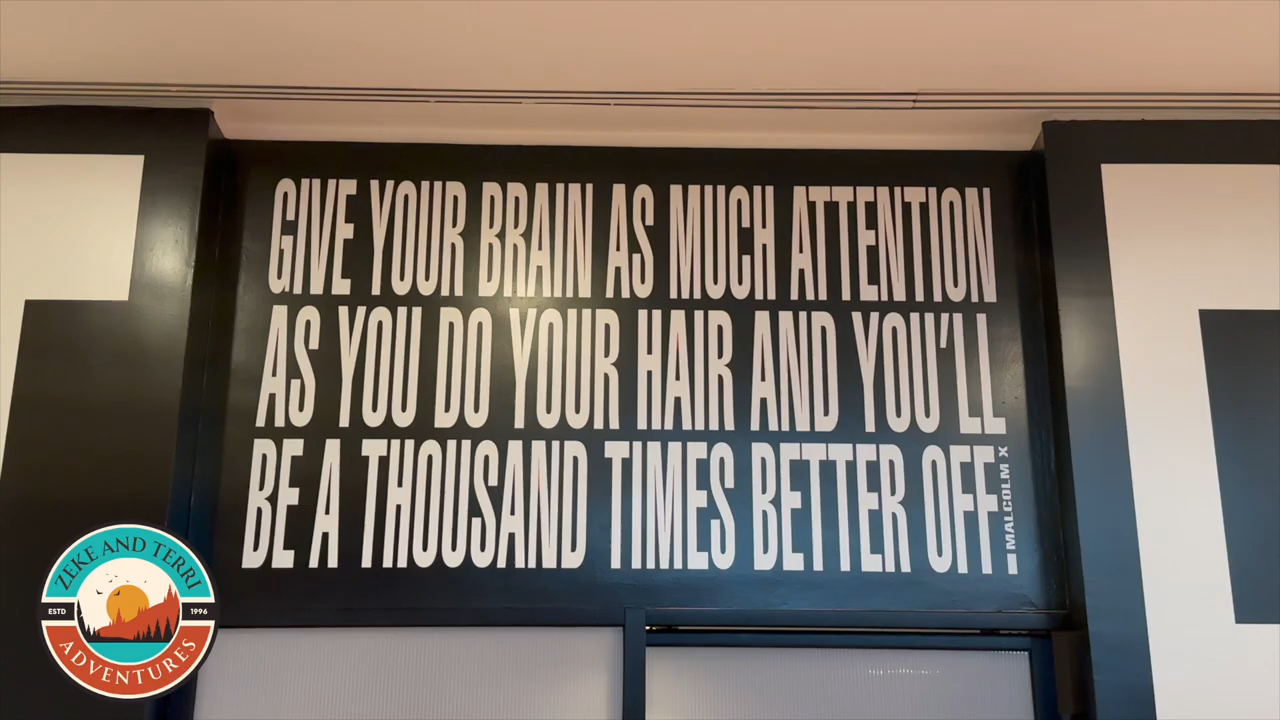 GIVE YOUR BRAIN AS MUCH ATTENTION
AS YOU DO YOUR HAIR AND YOU'LL
BE A THOUSAND TIMES BETTER OFF
— MALCOLM X
ZEKE AND TERRI
ESTD 1996
ADVENTURES